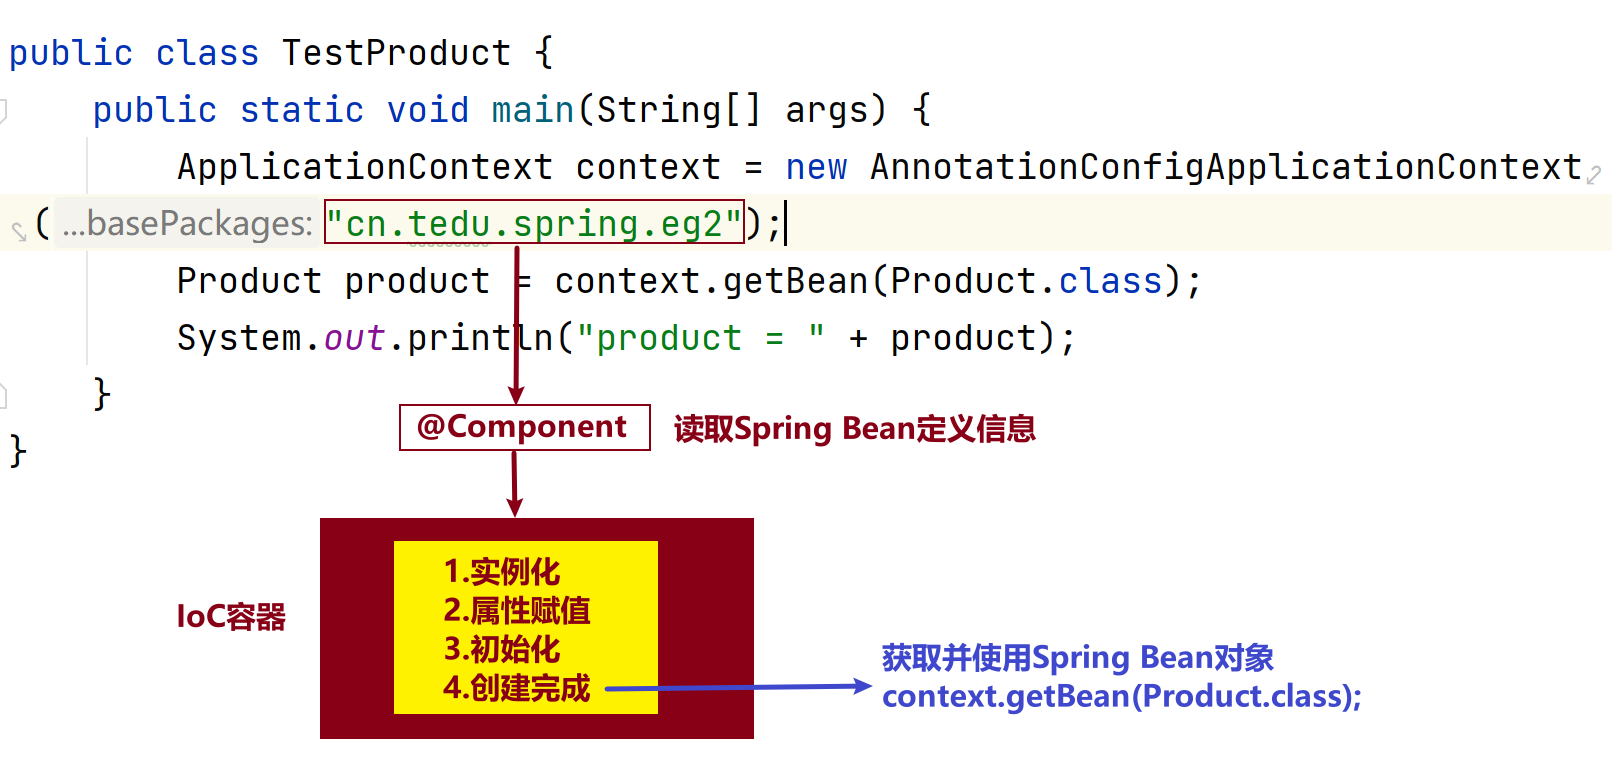 public class TestProduct {
public static void main(String[] args) {
ApplicationContext context = new AnnotationConfigApplicationContext
(...basePackages: "cn.tedu.spring.eg2");
Product product = context.getBean(Product.class);
System.out.println("product = " + product);
}
}
@Component
读取Spring Bean定义信息
IoC容器
1.实例化
2.属性赋值
3.初始化
4.创建完成
获取并使用Spring Bean对象
context.getBean(Product.class);